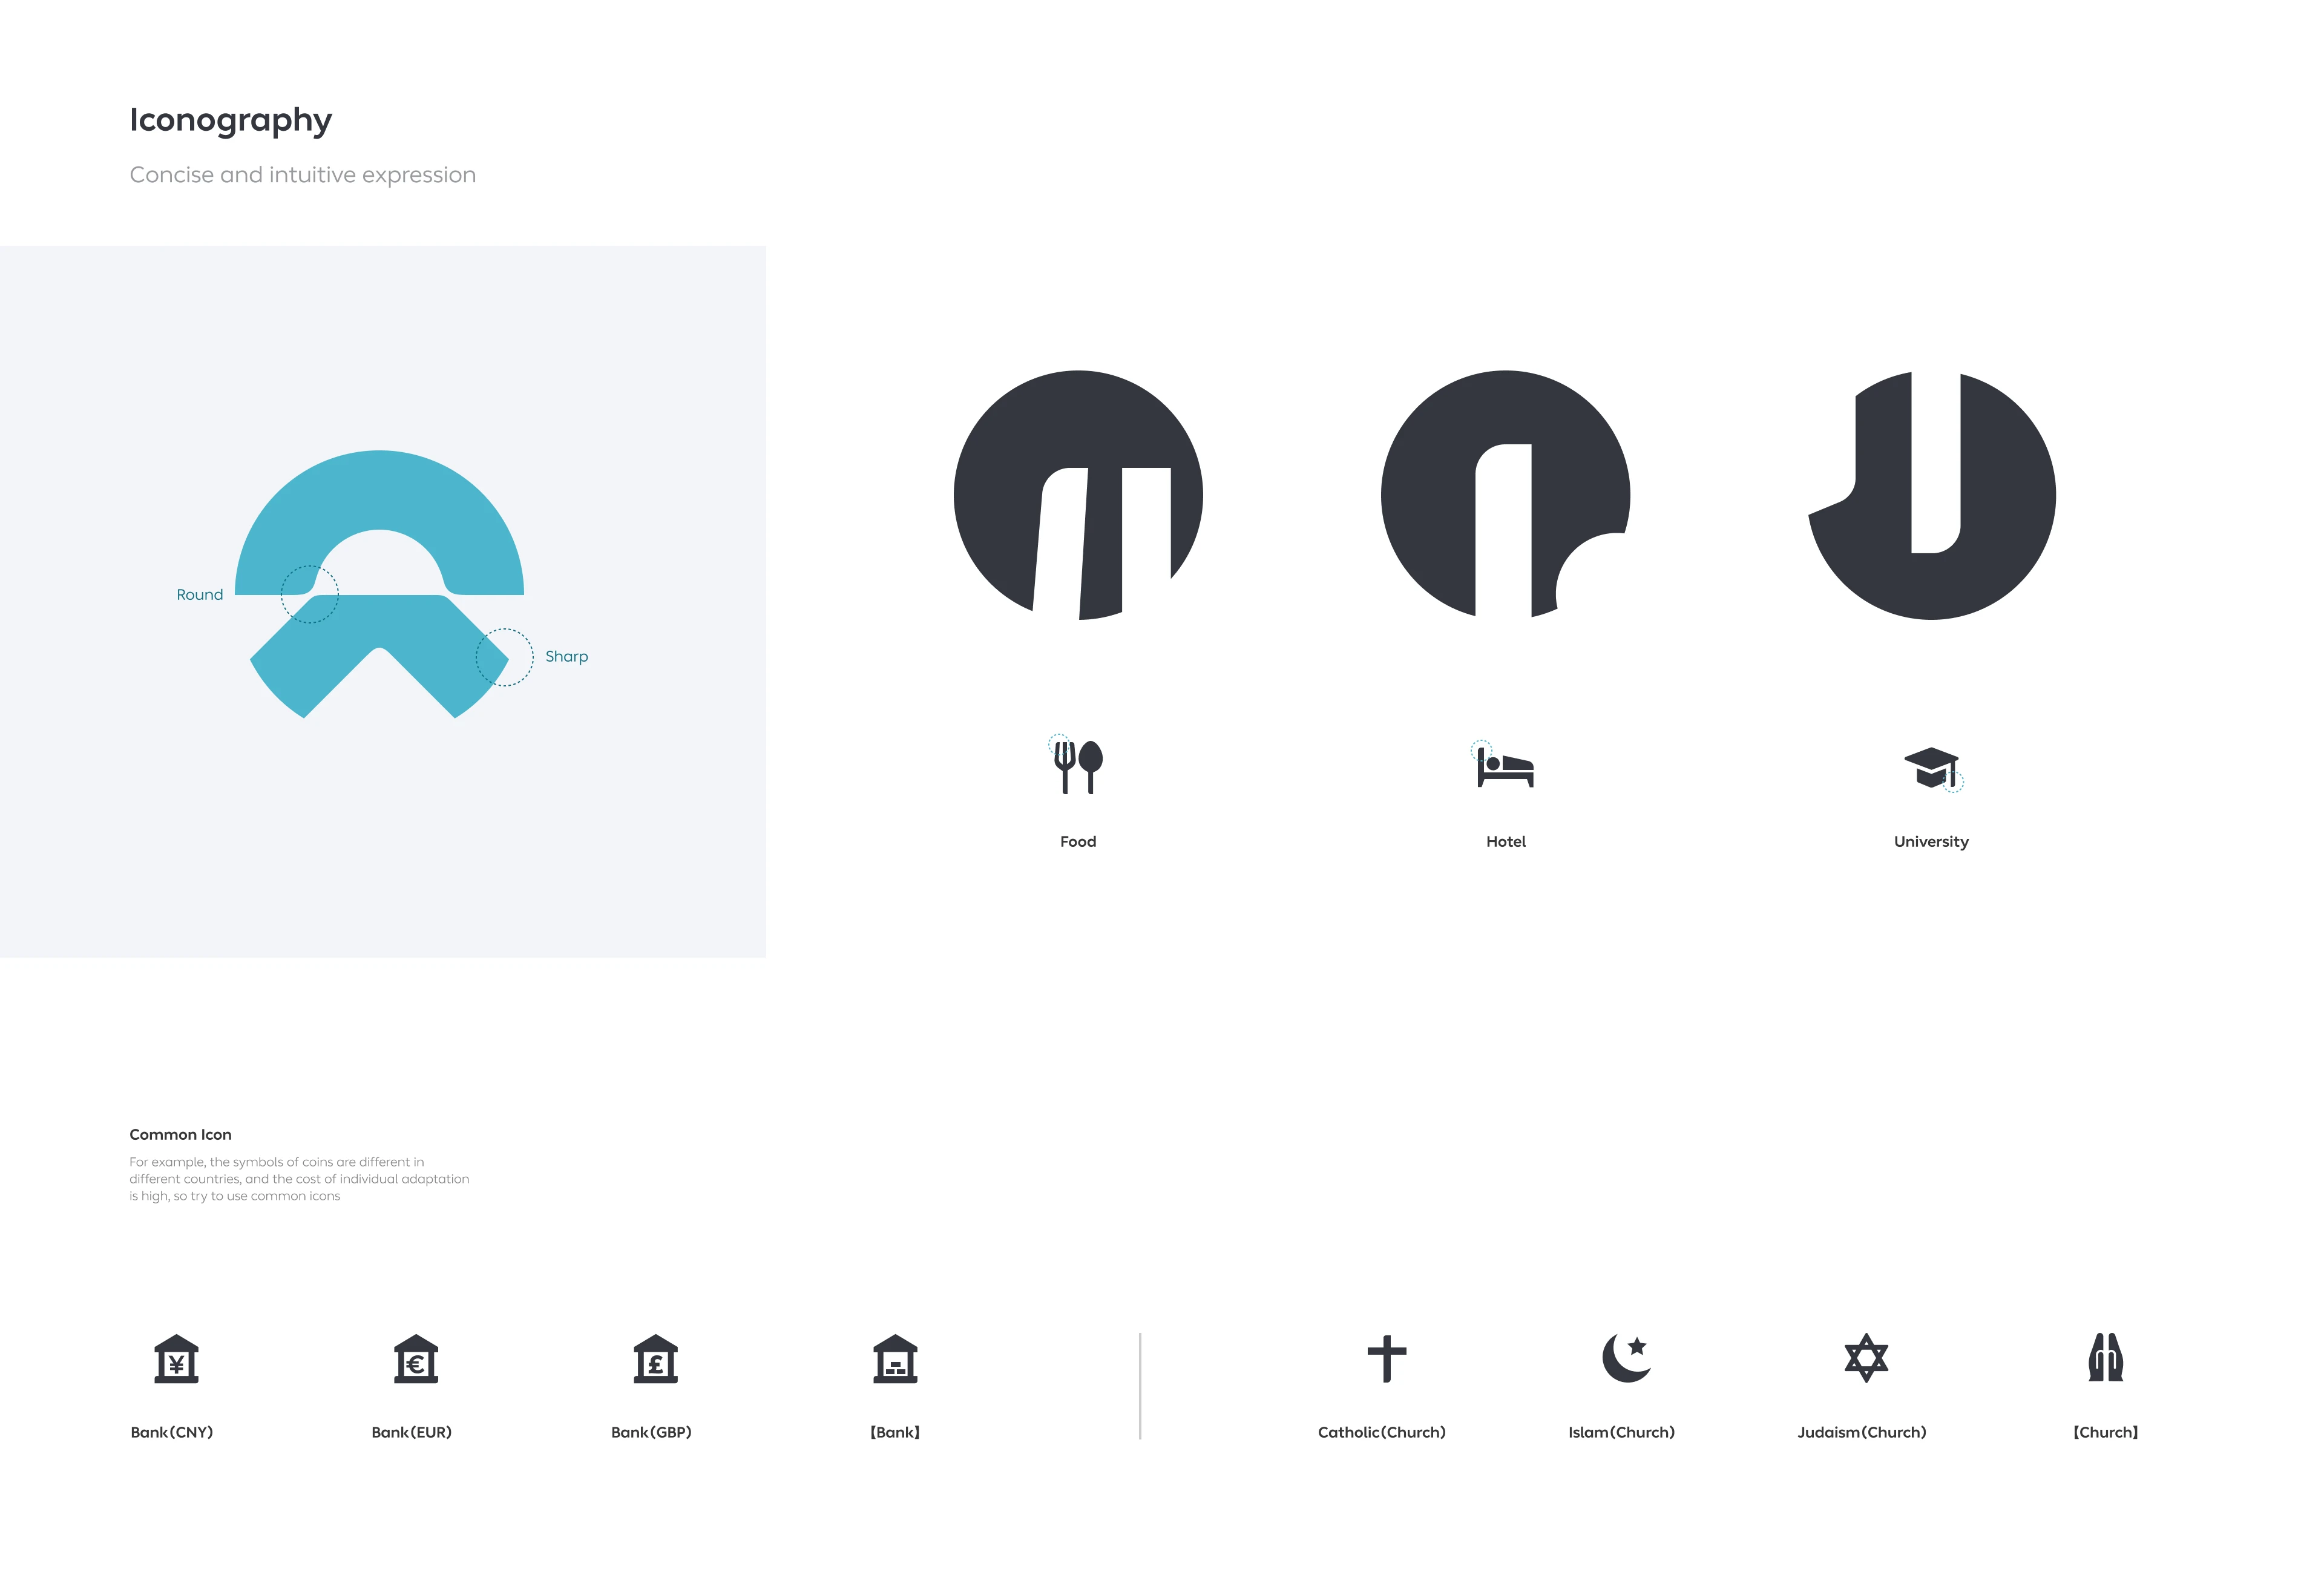 Iconography
Concise and intuitive expression
Round
Sharp
Food
Hotel
University
Common Icon
For example, the symbols of coins are different in
different countries, and the cost of individual adaptation
is high, so try to use common icons
¥
€
£
Bank(CNY)
Bank(EUR)
Bank(GBP)
【Bank】
Catholic(Church)
Islam(Church)
Judaism(Church)
【Church】